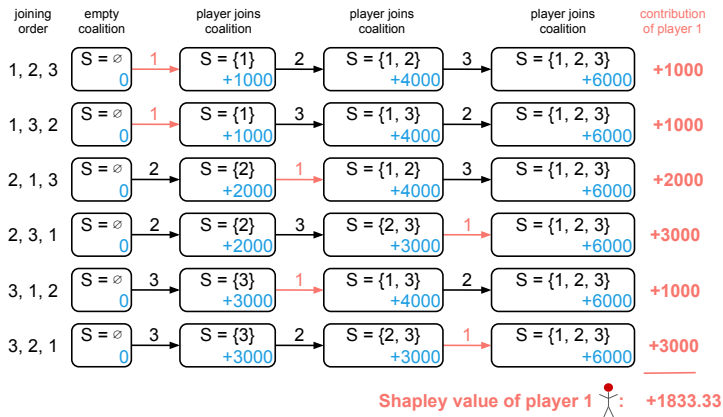 joining order empty coalition player joins coalition player joins coalition player joins coalition contribution of player 1
1, 2, 3 S = ∅ 0 1 S = {1} +1000 2 S = {1, 2} +4000 3 S = {1, 2, 3} +6000 +1000
1, 3, 2 S = ∅ 0 1 S = {1} +1000 3 S = {1, 3} +4000 2 S = {1, 2, 3} +6000 +1000
2, 1, 3 S = ∅ 0 2 S = {2} +2000 1 S = {1, 2} +4000 3 S = {1, 2, 3} +6000 +2000
2, 3, 1 S = ∅ 0 2 S = {2} +2000 3 S = {2, 3} +3000 1 S = {1, 2, 3} +6000 +3000
3, 1, 2 S = ∅ 0 3 S = {3} +3000 1 S = {1, 3} +4000 2 S = {1, 2, 3} +6000 +1000
3, 2, 1 S = ∅ 0 3 S = {3} +3000 2 S = {2, 3} +3000 1 S = {1, 2, 3} +6000 +3000
Shapley value of player 1 : +1833.33